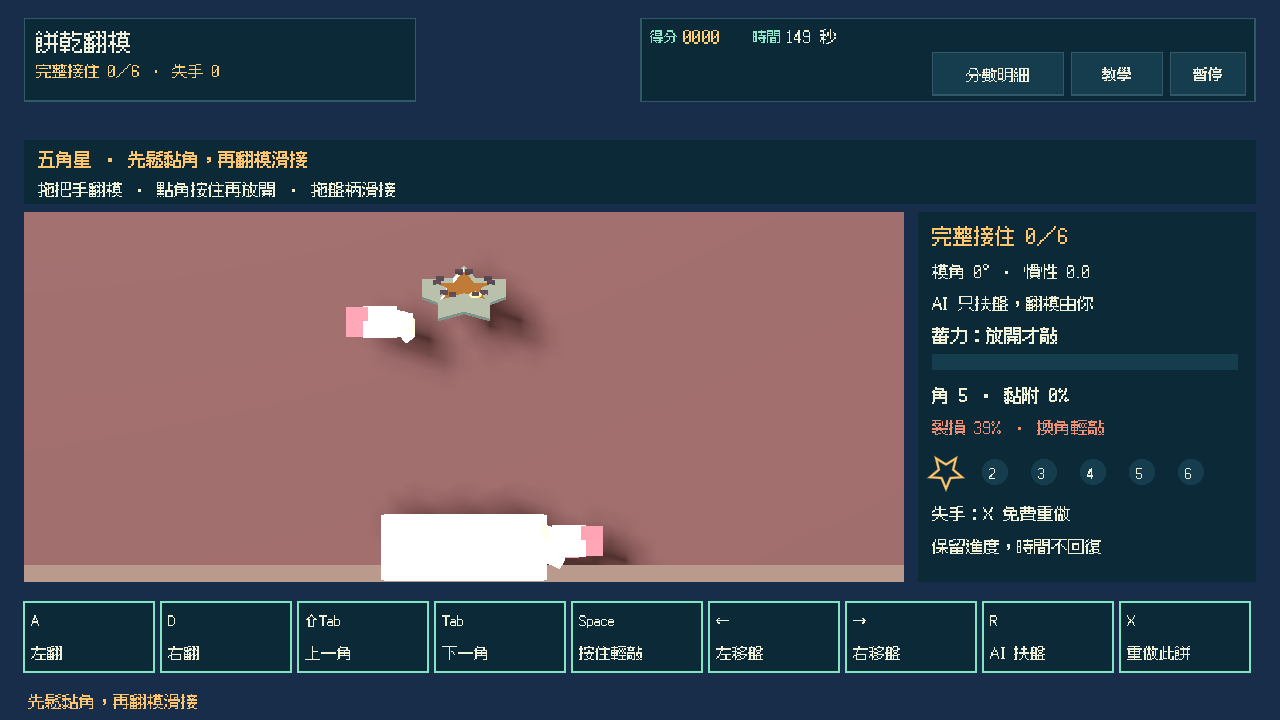 餅乾翻模
完整接住 0/6 · 失手 0
得分 0000 時間 149 秒
分數明細
教學
暫停
五角星 · 先鬆黏角，再翻模滑接
拖把手翻模 · 點角按住再放開 · 拖盤柄滑接
完整接住 0/6
模角 0° · 慣性 0.0
AI 只扶盤，翻模由你
蓄力：放開才敲
角 5 · 黏附 0%
裂損 39% · 換角輕敲
2 3 4 5 6
失手：X 免費重做
保留進度，時間不回復
A
左翻
D
右翻
⇧Tab
上一角
Tab
下一角
Space
按住輕敲
←
左移盤
→
右移盤
R
AI 扶盤
X
重做此餅
先鬆黏角，再翻模滑接